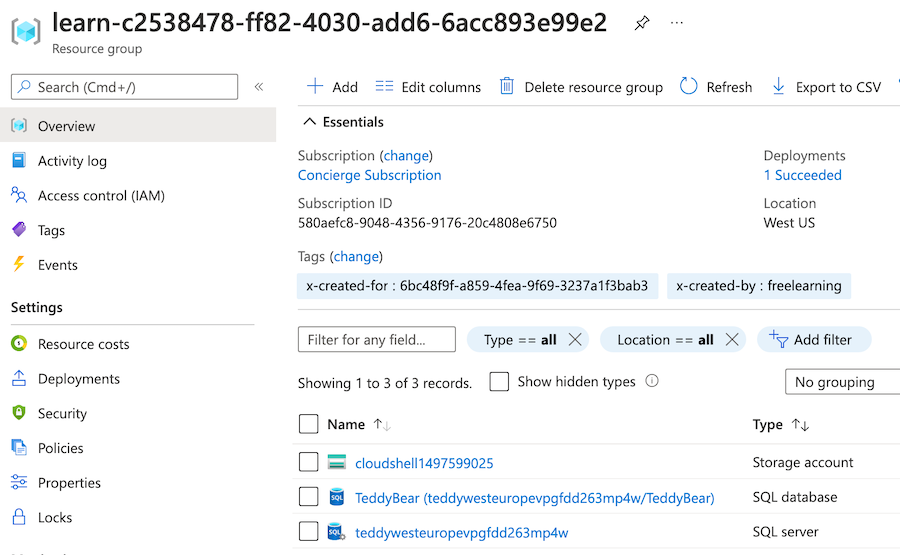 learn-c2538478-ff82-4030-add6-6acc893e99e2
Resource group
Search (Cmd+/)
«
Add
Edit columns
Delete resource group
Refresh
Export to CSV
Overview
Activity log
Access control (IAM)
Tags
Events
Settings
Resource costs
Deployments
Security
Policies
Properties
Locks
Essentials
Subscription (change)
Concierge Subscription
Subscription ID
580aefc8-9048-4356-9176-20c4808e6750
Deployments
1 Succeeded
Location
West US
Tags (change)
x-created-for : 6bc48f9f-a859-4fea-9f69-3237a1f3bab3
x-created-by : freelearning
Filter for any field...
Type == all
Location == all
Add filter
Showing 1 to 3 of 3 records.
Show hidden types
No grouping
Name ↑↓
Type ↑↓
cloudshell1497599025
Storage account
TeddyBear (teddywesteuropevpgfdd263mp4w/TeddyBear)
SQL database
teddywesteuropevpgfdd263mp4w
SQL server